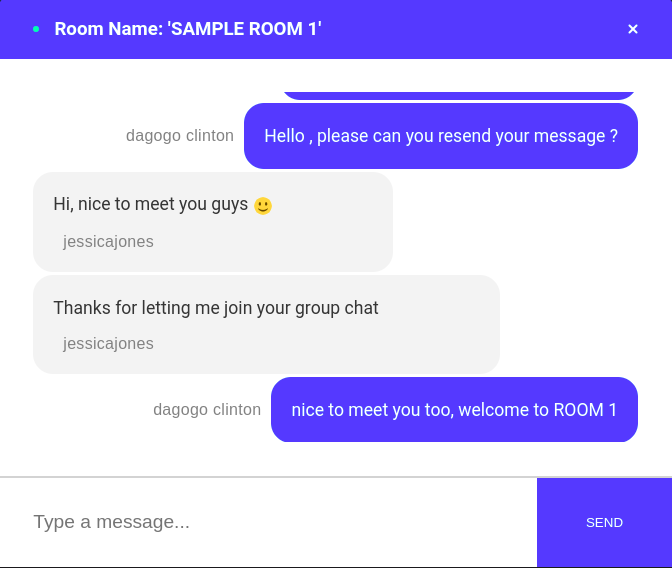 Room Name: 'SAMPLE ROOM 1'
×
dagogo clinton
Hello , please can you resend your message ?
Hi, nice to meet you guys 🙂
jessicajones
Thanks for letting me join your group chat
jessicajones
dagogo clinton
nice to meet you too, welcome to ROOM 1
Type a message...
SEND